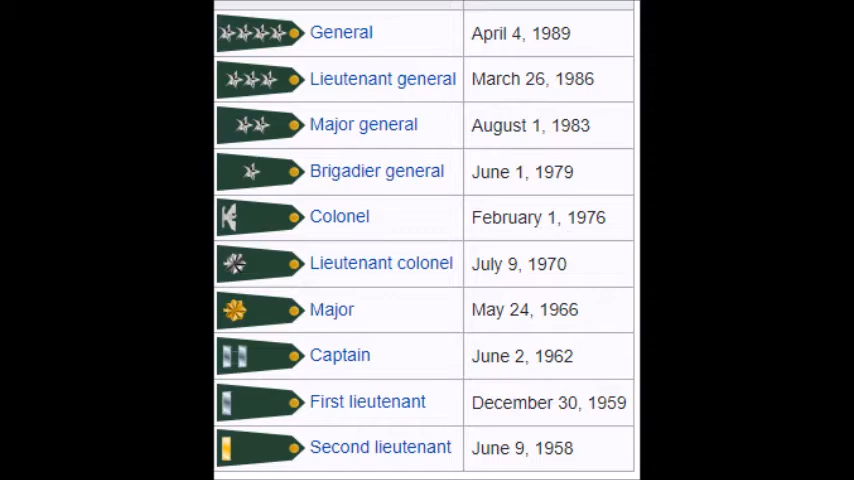 General April 4, 1989
Lieutenant general March 26, 1986
Major general August 1, 1983
Brigadier general June 1, 1979
Colonel February 1, 1976
Lieutenant colonel July 9, 1970
Major May 24, 1966
Captain June 2, 1962
First lieutenant December 30, 1959
Second lieutenant June 9, 1958